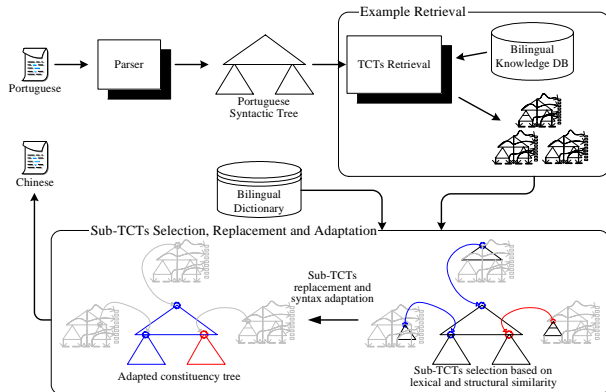 Example Retrieval
Parser
TCTs Retrieval
Bilingual
Knowledge DB
Portuguese
Portuguese
Syntactic Tree
Chinese
Bilingual
Dictionary
Sub-TCTs Selection, Replacement and Adaptation
Sub-TCTs
replacement and
syntax adaptation
Adapted constituency tree
Sub-TCTs selection based on
lexical and structural similarity